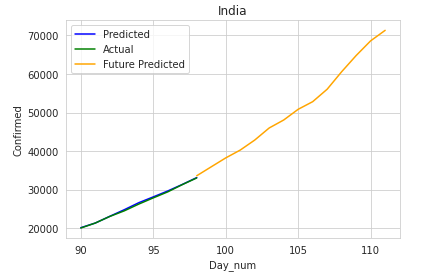 India
Predicted
Actual
Future Predicted
70000
60000
50000
40000
30000
20000
Confirmed
90 95 100 105 110
Day_num